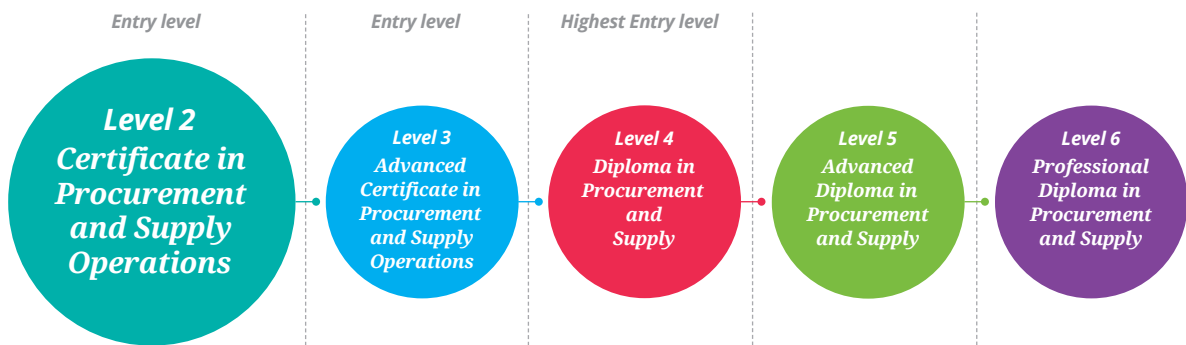 Entry level
Entry level
Highest Entry level
Level 2
Certificate in
Procurement
and Supply
Operations
Level 3
Advanced
Certificate in
Procurement
and Supply
Operations
Level 4
Diploma in
Procurement
and
Supply
Level 5
Advanced
Diploma in
Procurement
and Supply
Level 6
Professional
Diploma in
Procurement
and Supply